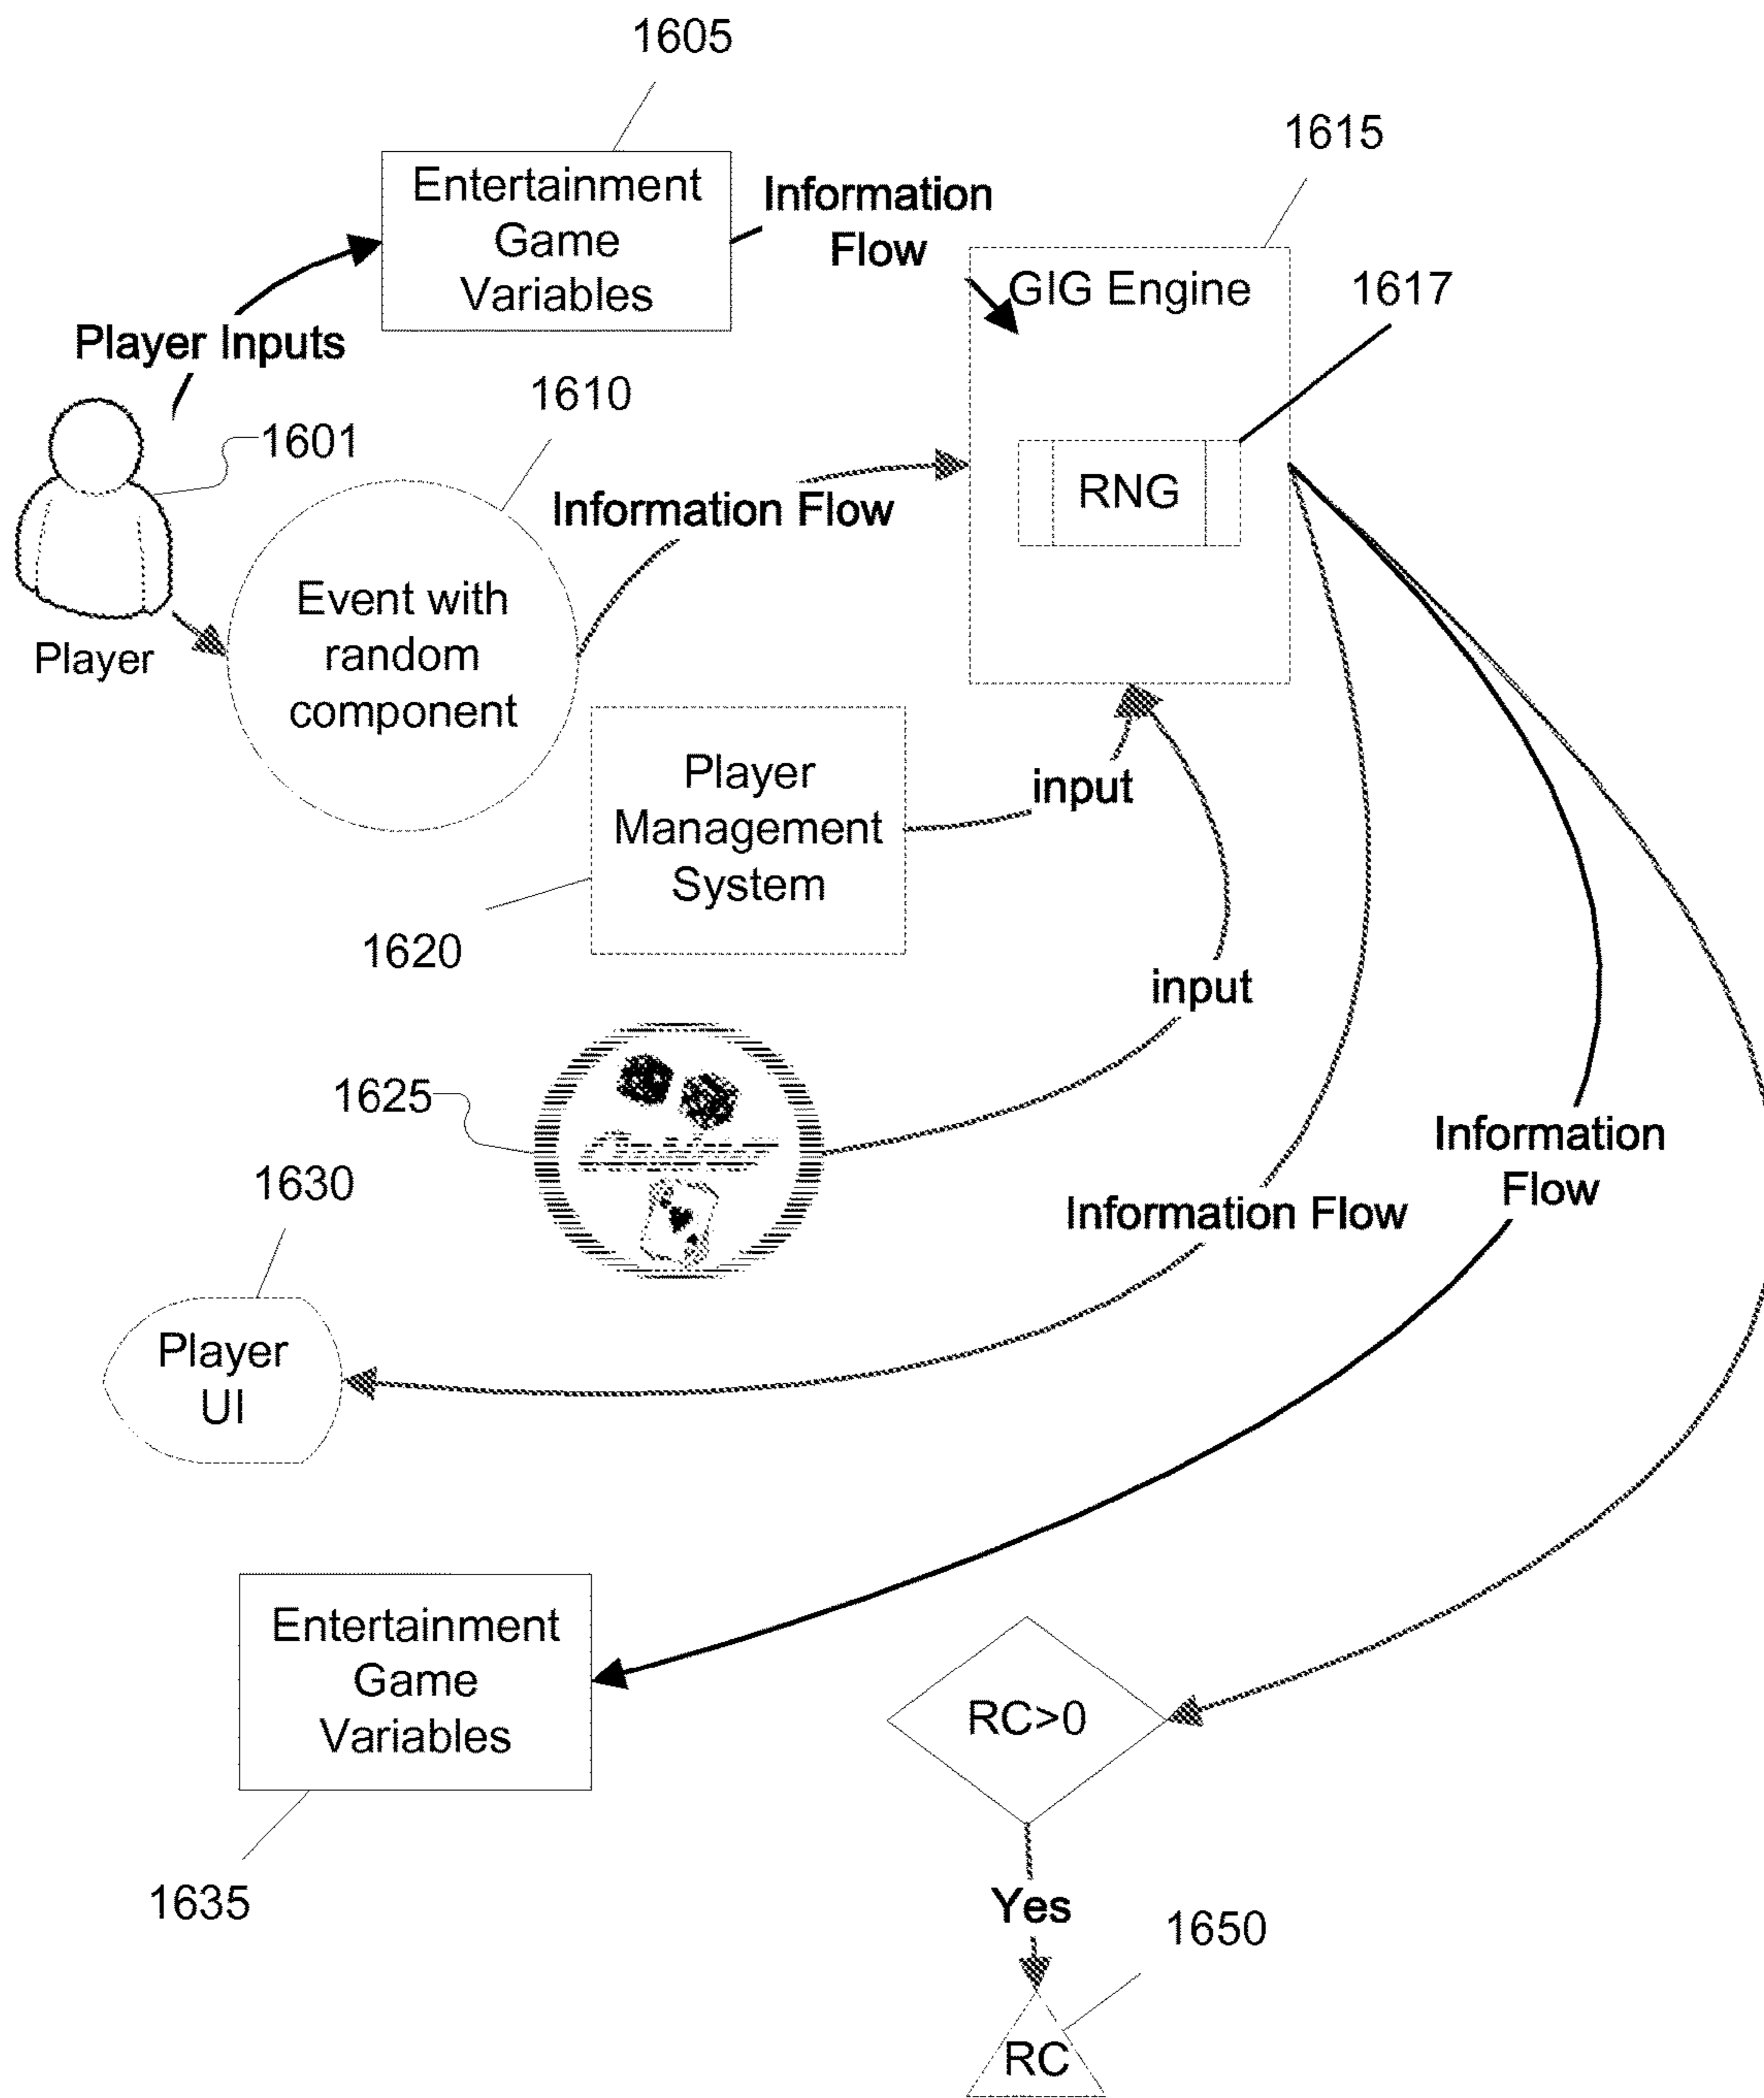 1605
1615
Entertainment
Game
Variables
Information
Flow
GIG Engine
1617
Player Inputs
1610
1601
RNG
Information Flow
Event with
random
component
Player
Player
Management
System
input
1620
input
1625
Information
Flow
1630
Information Flow
Player
UI
Entertainment
Game
Variables
RC>0
1635
Yes
1650
RC